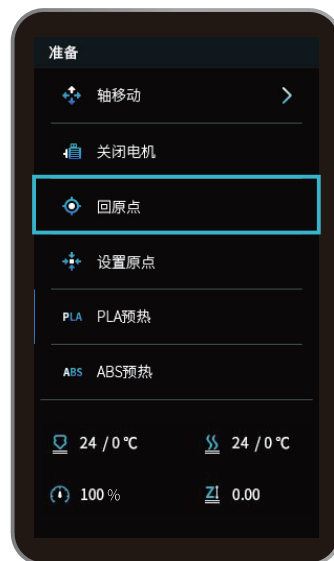 准备
轴移动
关闭电机
回原点
设置原点
PLA PLA预热
ABS ABS预热
24 / 0 ℃ 24 / 0 ℃
100 % Z 0.00